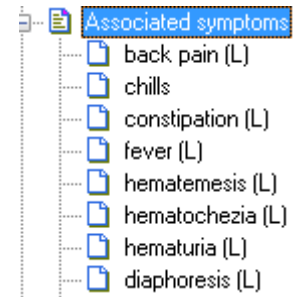 Associated symptoms
back pain (L)
chills
constipation (L)
fever (L)
hematemesis (L)
hematochezia (L)
hematuria (L)
diaphoresis (L)